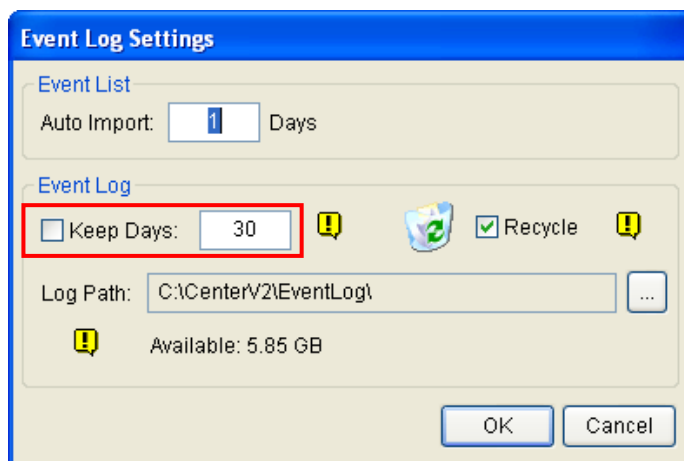 Event Log Settings
Event List
Auto Import: 1 Days
Event Log
Keep Days: 30 ! Recycle !
Log Path: C:\CenterV2\EventLog\ ...
! Available: 5.85 GB
OK Cancel